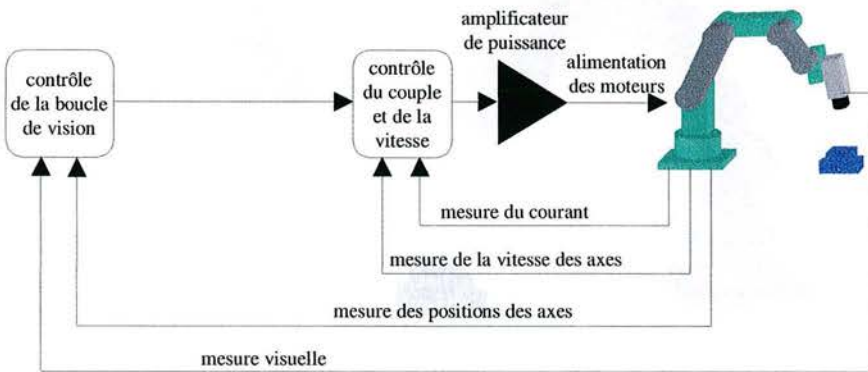 amplificateur
de puissance
contrôle
de la boucle
de vision
contrôle
du couple
et de la
vitesse
alimentation
des moteurs
mesure du courant
mesure de la vitesse des axes
mesure des positions des axes
mesure visuelle